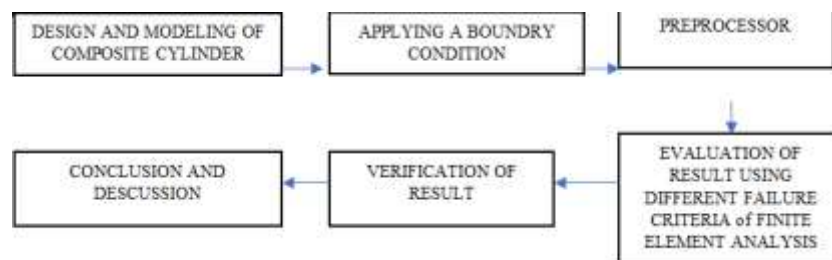 DESIGN AND MODELING OF
COMPOSITE CYLINDER
APPLYING A BOUNDRY
CONDITION
PREPROCESSOR
EVALUATION OF
RESULT USING
DIFFERENT FAILURE
CRITERIA of FINITE
ELEMENT ANALYSIS
VERIFICATION OF
RESULT
CONCLUSION AND
DESCUSSION